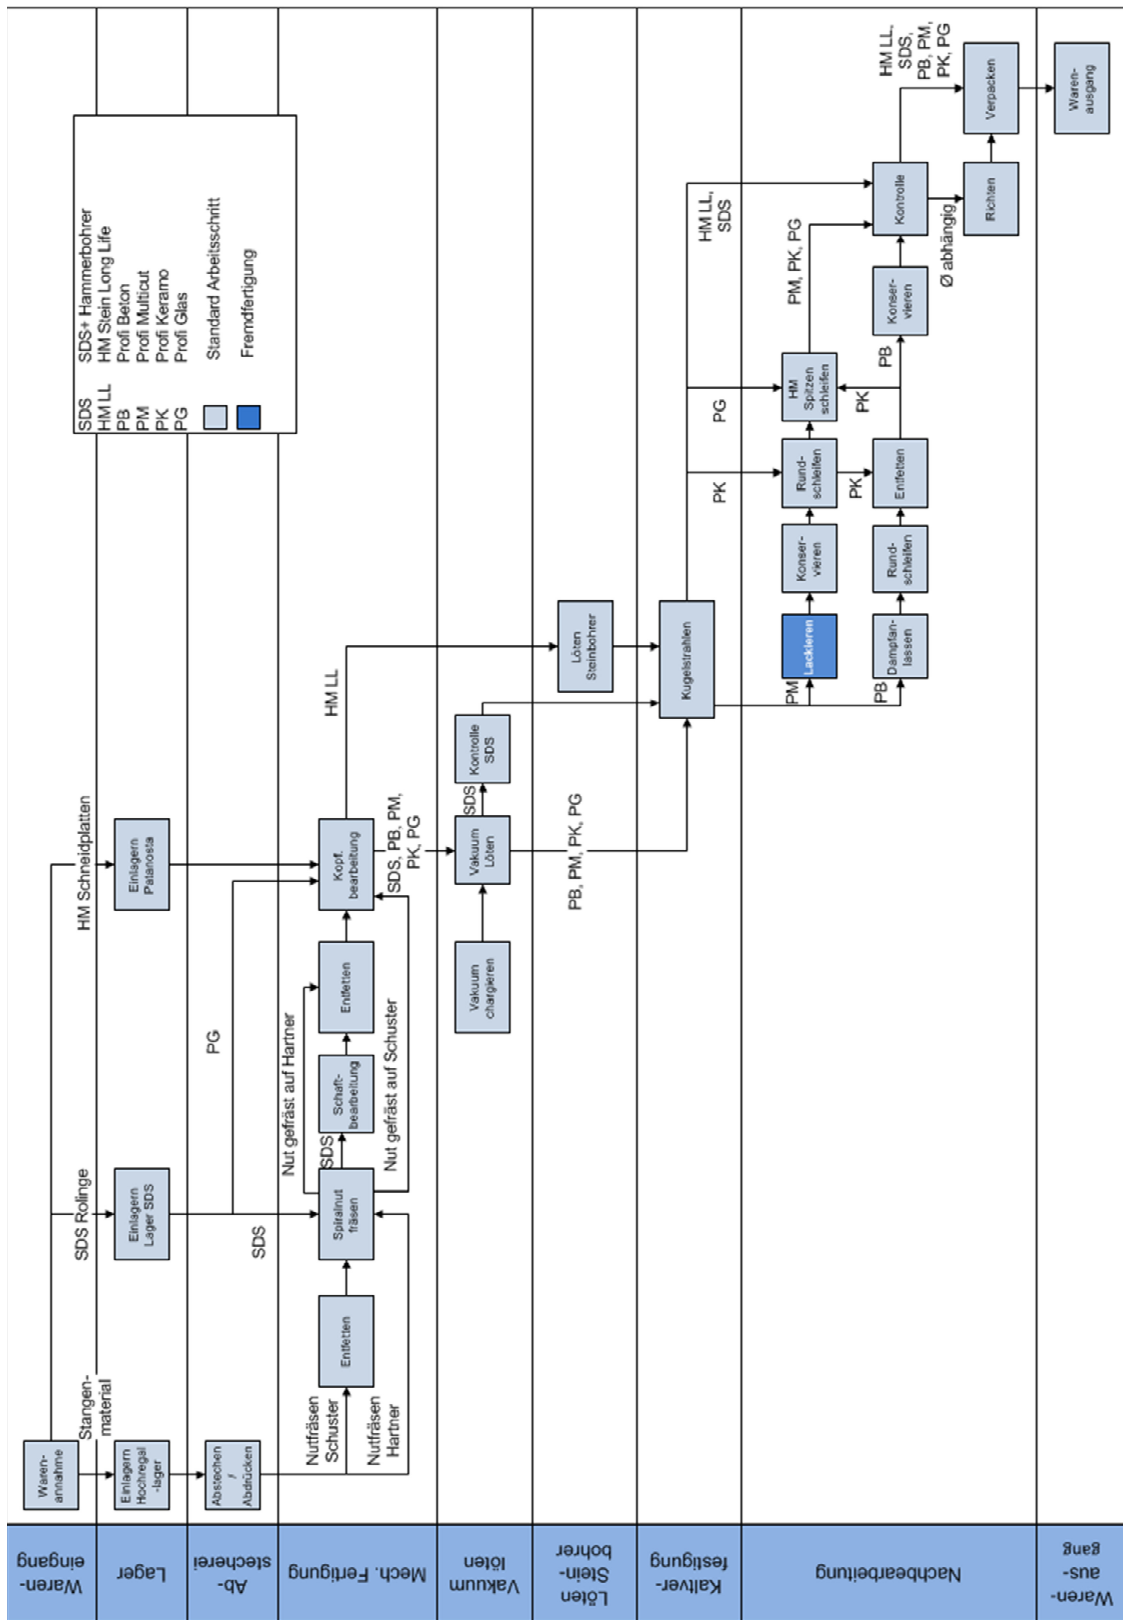 Waren-
eingang
Lager
Ab-
stecherei
Mech. Fertigung
Vakuum
löten
Löten
Stein-
bohrer
Kaltver-
festigung
Nachbearbeitung
Waren-
aus-
gang
SDS SDS+ Hammerbohrer
HM LL HM Stein Long Life
PB Profi Beton
PM Profi Multicut
PK Profi Keramo
PG Profi Glas
Standard Arbeitsschritt
Fremdfertigung
Waren-
annahme
Stangen-
material
SDS Rolinge
HM Schneidplatten
Einlagern
Hochregal
-lager
Einlagern
Lager SDS
Einlagern
Patanosta
Abstechen
/
Abdrücken
SDS
PG
Nutfräsen
Schuster
Nutfräsen
Hartner
Entfetten
Spiralnut
fräsen
SDS
Nut gefräst auf Hartner
Nut gefräst auf Schuster
Schaft-
bearbeitung
Entfetten
Kopf.
bearbeitung
HM LL
SDS, PB, PM,
PK, PG
Vakuum
chargieren
Vakuum
Löten
SDS
Kontrolle
SDS
PB, PM, PK, PG
Löten
Steinbohrer
Kugelstrahlen
PK
PG
HM LL,
SDS
PM
PB
Lackieren
Konser-
vieren
Rund-
schleifen
HM
Spitzen
schleifen
PM, PK, PG
Dampfan-
lassen
Rund-
schleifen
PK
Entfetten
PK
PB
Konser-
vieren
Kontrolle
Ø abhängig
Richten
HM LL,
SDS,
PB, PM,
PK, PG
Verpacken
Waren-
ausgang